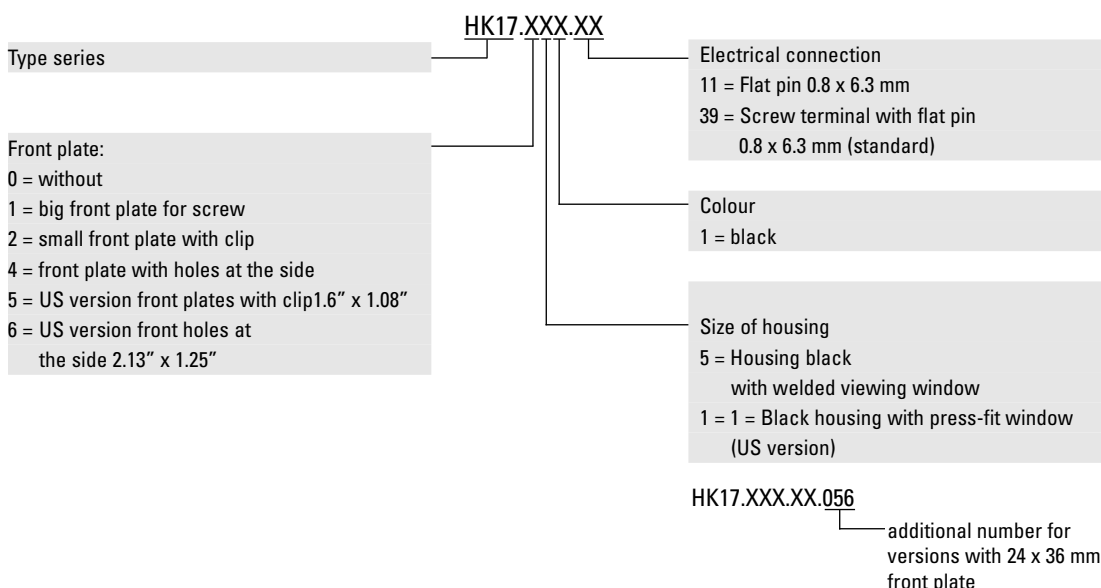 HK17.XXX.XX
Type series
Front plate:
0 = without
1 = big front plate for screw
2 = small front plate with clip
4 = front plate with holes at the side
5 = US version front plates with clip1.6” x 1.08”
6 = US version front holes at
the side 2.13” x 1.25”
Electrical connection
11 = Flat pin 0.8 x 6.3 mm
39 = Screw terminal with flat pin
0.8 x 6.3 mm (standard)
Colour
1 = black
Size of housing
5 = Housing black
with welded viewing window
1 = 1 = Black housing with press-fit window
(US version)
HK17.XXX.XX.056
additional number for
versions with 24 x 36 mm
front plate